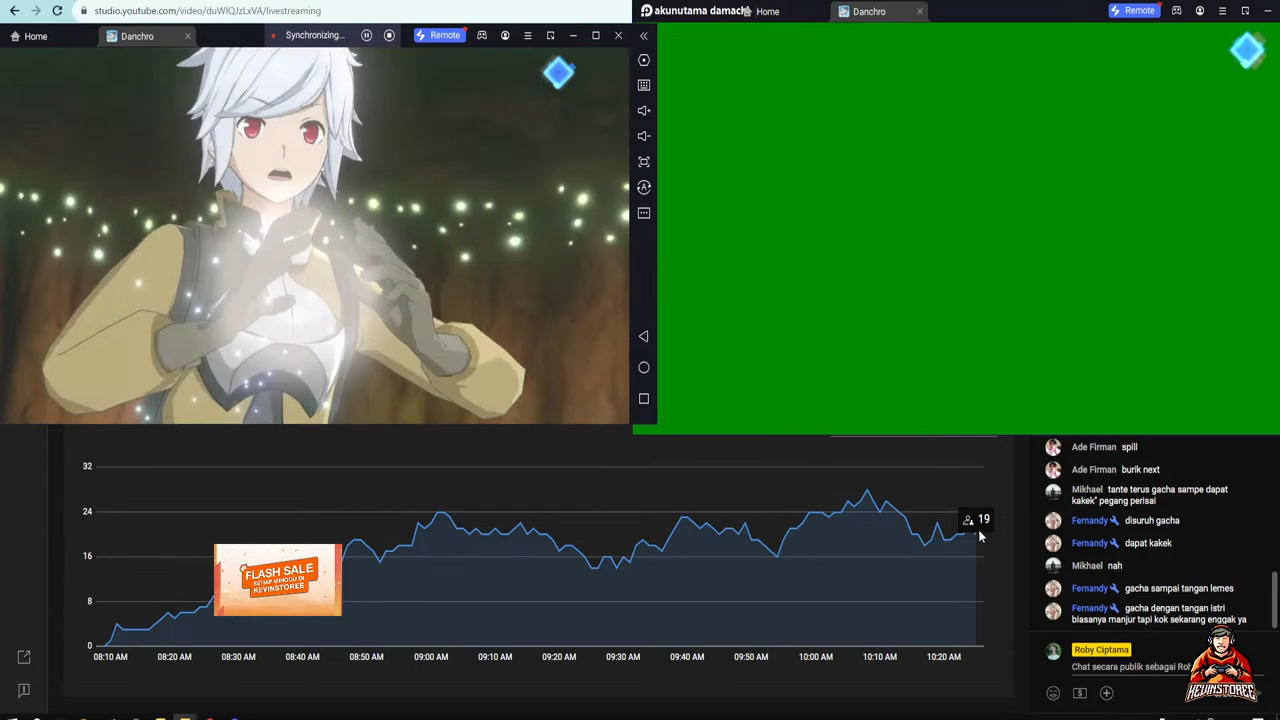 studio.youtube.com/video/duWlQJzLxVA/livestreaming
Home
Danchro
Synchronizing...
Remote
akunutama damach
Home
Danchro
Remote
32
24
16
8
0
19
08:10 AM
08:20 AM
08:30 AM
08:40 AM
08:50 AM
09:00 AM
09:10 AM
09:20 AM
09:30 AM
09:40 AM
09:50 AM
10:00 AM
10:10 AM
10:20 AM
FLASH SALE
SETIAP MINGGU DI
KEVINSTOREE
Ade Firman spill
Ade Firman burik next
Mikhael tante terus gacha sampe dapat
kakek" pegang perisai
Fernandy disuruh gacha
Fernandy dapat kakek
Mikhael nah
Fernandy gacha sampai tangan lemes
Fernandy gacha dengan tangan istri
biasanya manjur tapi kok sekarang enggak ya
Roby Ciptama
Chat secara publik sebagai Rob
KEVINSTOREE